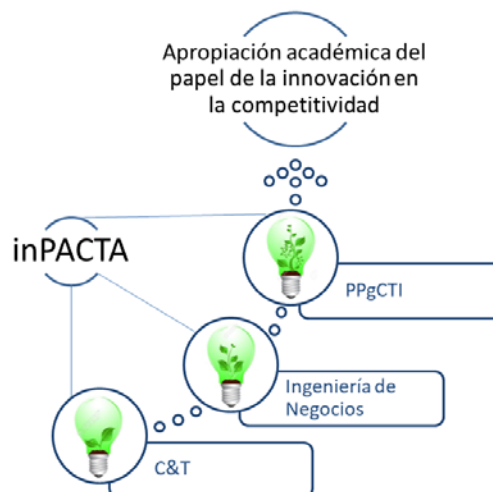 Apropiación académica del
papel de la innovación en
la competitividad
inPACTA
PPgCTI
Ingeniería de
Negocios
C&T